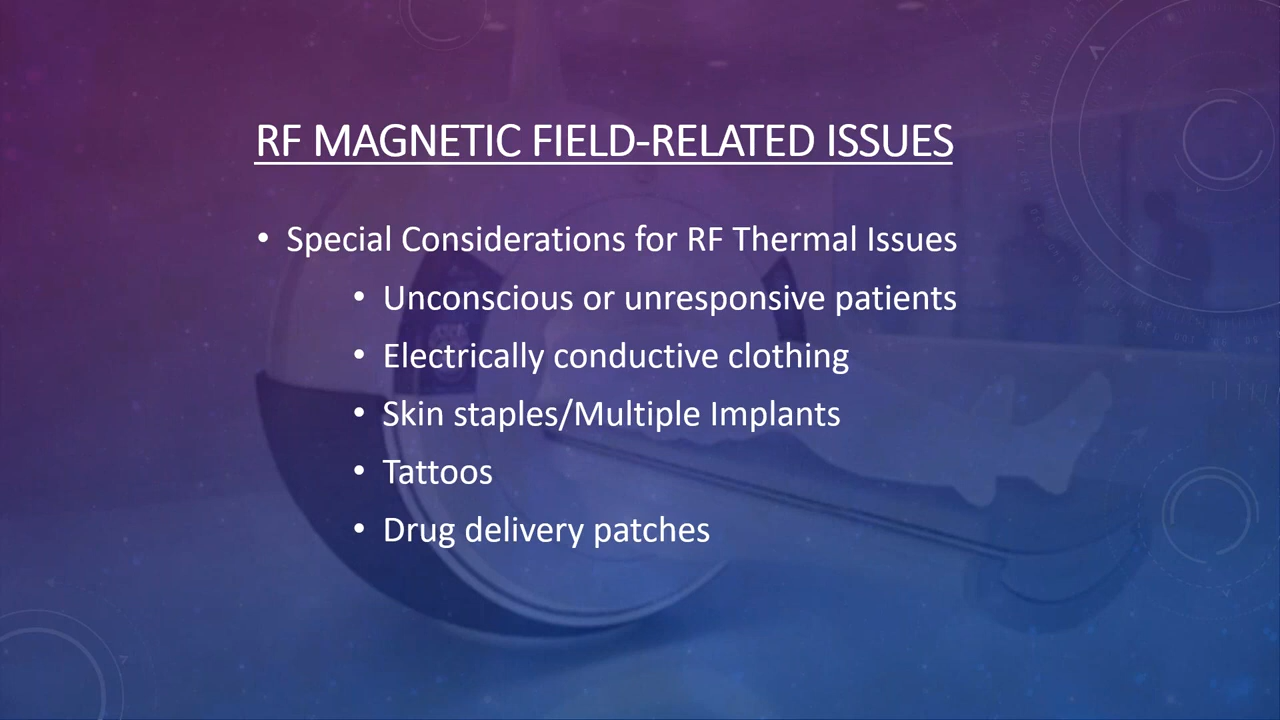 RF MAGNETIC FIELD-RELATED ISSUES
• Special Considerations for RF Thermal Issues
• Unconscious or unresponsive patients
• Electrically conductive clothing
• Skin staples/Multiple Implants
• Tattoos
• Drug delivery patches